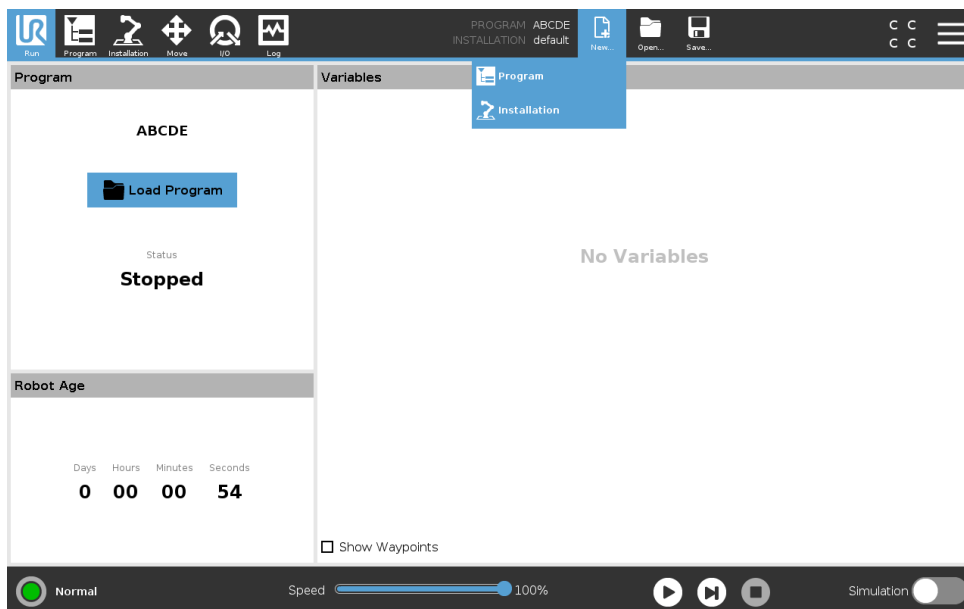 UR
Run Program Installation Move I/O Log
PROGRAM ABCDE
INSTALLATION default
New... Open... Save...
C C
C C
Program
Variables
Program
Installation
ABCDE
Load Program
Status
Stopped
No Variables
Robot Age
Days Hours Minutes Seconds
0 00 00 54
Show Waypoints
Normal
Speed 100%
Simulation